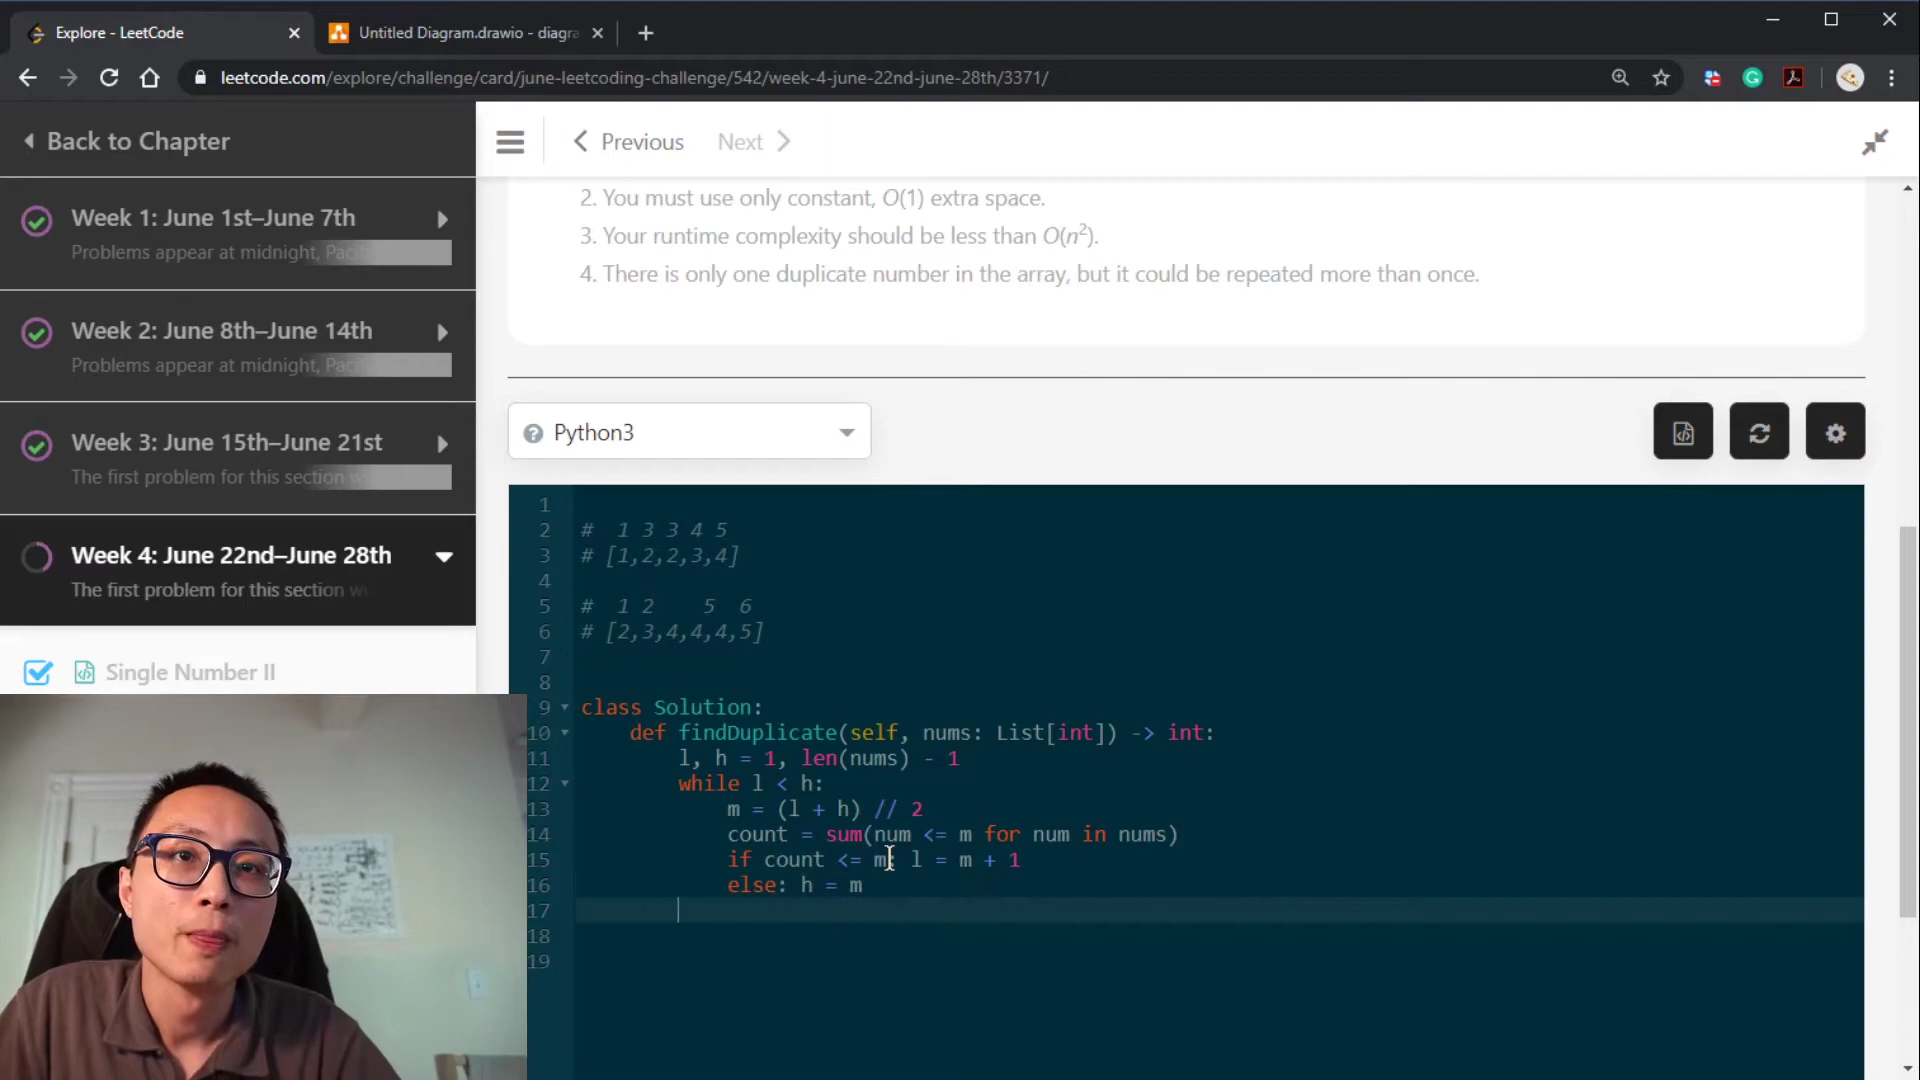 Explore - LeetCode
Untitled Diagram.drawio - diagra
leetcode.com/explore/challenge/card/june-leetcoding-challenge/542/week-4-june-22nd-june-28th/3371/
Back to Chapter
Previous
Next
Week 1: June 1st–June 7th
Problems appear at midnight, Paci
Week 2: June 8th–June 14th
Problems appear at midnight, Paci
Week 3: June 15th–June 21st
The first problem for this section w
Week 4: June 22nd–June 28th
The first problem for this section w
Single Number II
2. You must use only constant, O(1) extra space.
3. Your runtime complexity should be less than O(n²).
4. There is only one duplicate number in the array, but it could be repeated more than once.
Python3
1
2 # 1 3 3 4 5
3 # [1,2,2,3,4]
4
5 # 1 2 5 6
6 # [2,3,4,4,4,5]
7
8
9 class Solution:
10 def findDuplicate(self, nums: List[int]) -> int:
11 l, h = 1, len(nums) - 1
12 while l < h:
13 m = (l + h) // 2
14 count = sum(num <= m for num in nums)
15 if count <= m: l = m + 1
16 else: h = m
17
18
19